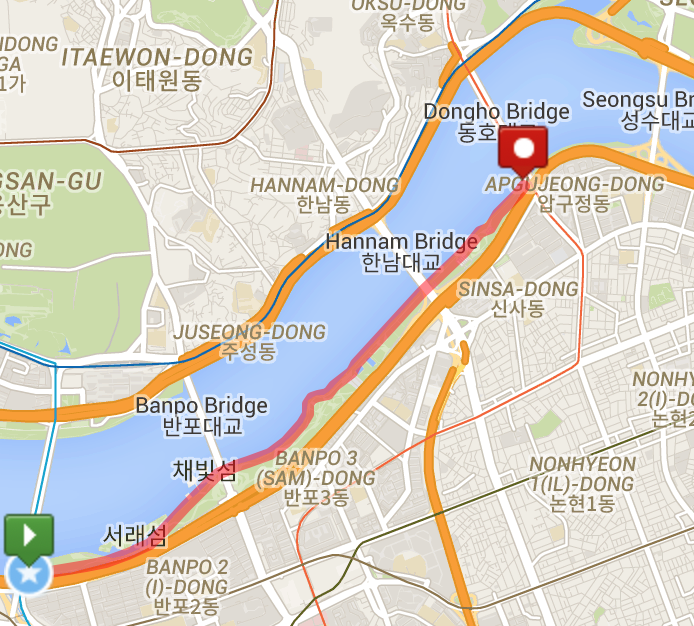 OKSU-DONG
옥수동
ITAEWON-DONG
이태원동
1가
Dongho Bridge
Seongsu
성수대교
HANNAM-DONG
한남동
APGUJEONG-DONG
압구정동
Hannam Bridge
한남대교
SINSA-DONG
신사동
JUSEONG-DONG
주성동
Banpo Bridge
반포대교
채빛섬
BANPO 3
(SAM)-DONG
반포3동
2(I)-DONG
NONHYEON
1(IL)-DONG
논현1동
서래섬
BANPO 2
(I)-DONG
반포2동